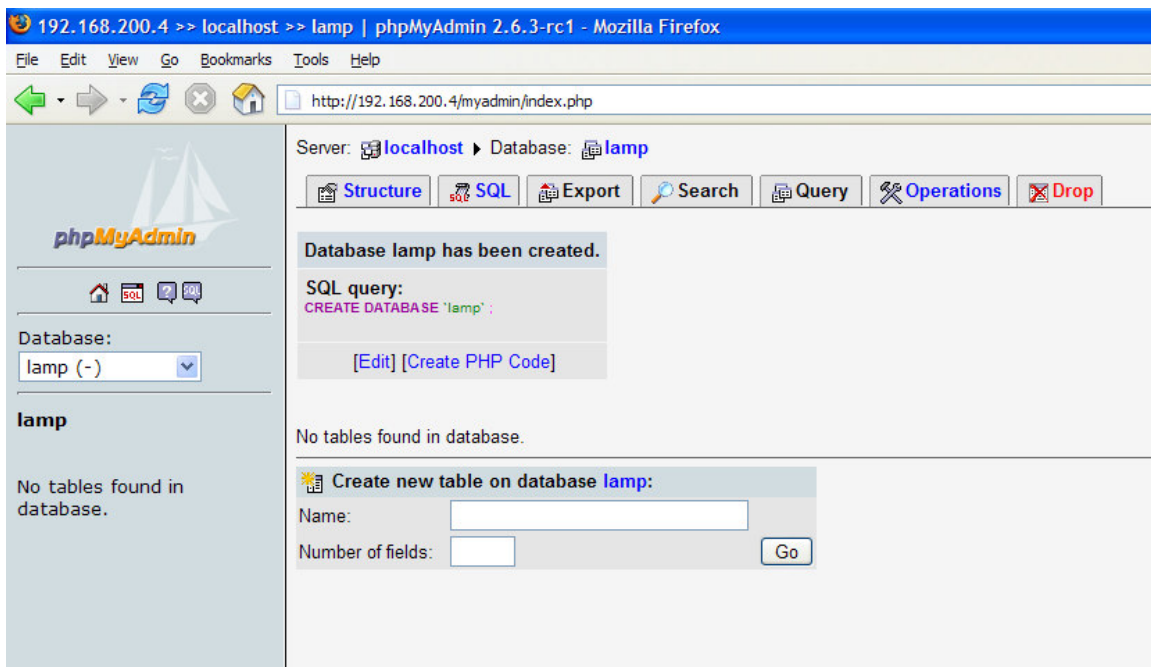 192.168.200.4 >> localhost >> lamp | phpMyAdmin 2.6.3-rc1 - Mozilla Firefox
File Edit View Go Bookmarks Tools Help
http://192.168.200.4/myadmin/index.php
phpMyAdmin
SQL
SQL
Database:
lamp (-)
lamp
No tables found in
database.
Server: localhost Database: lamp
Structure SQL SQL Export Search Query Operations Drop
Database lamp has been created.
SQL query:
CREATE DATABASE `lamp` ;
[Edit] [Create PHP Code]
No tables found in database.
Create new table on database lamp:
Name:
Number of fields: Go